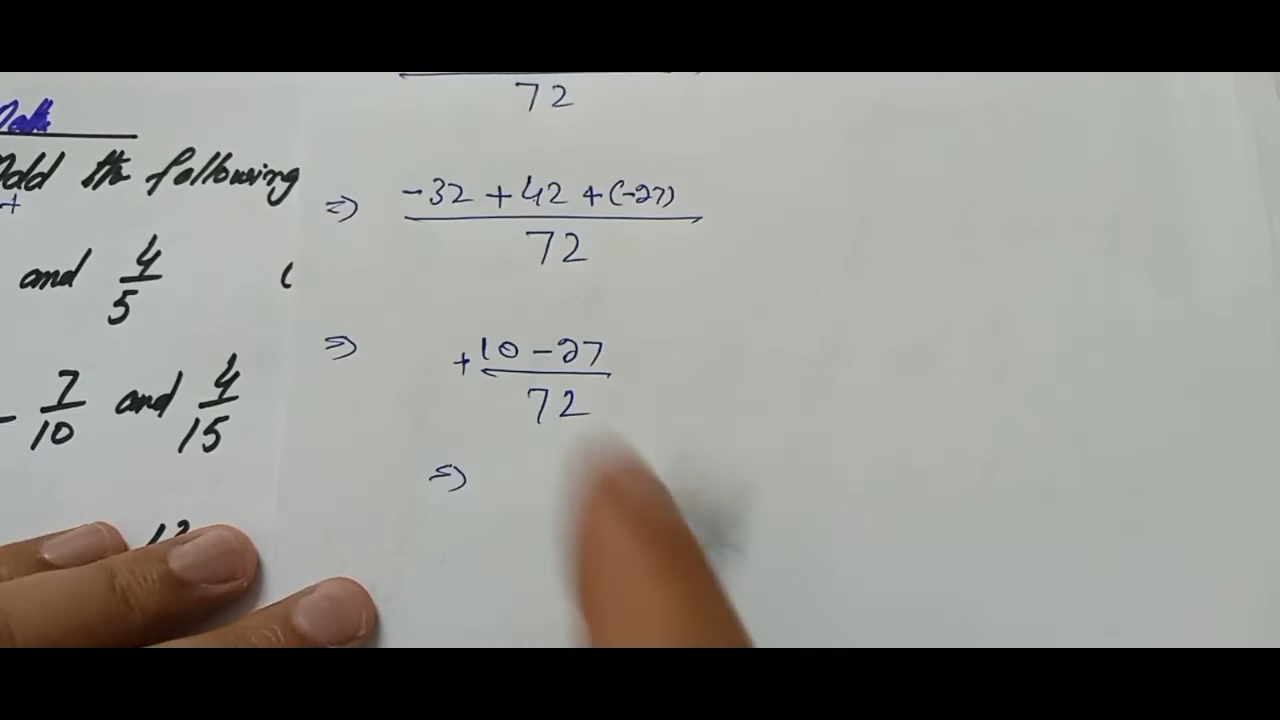 Add the following
and 4/5 (
- 7/10 and 4/15
72
=> -32 + 42 + (-27)
72
=> + 10 - 27
72
=>